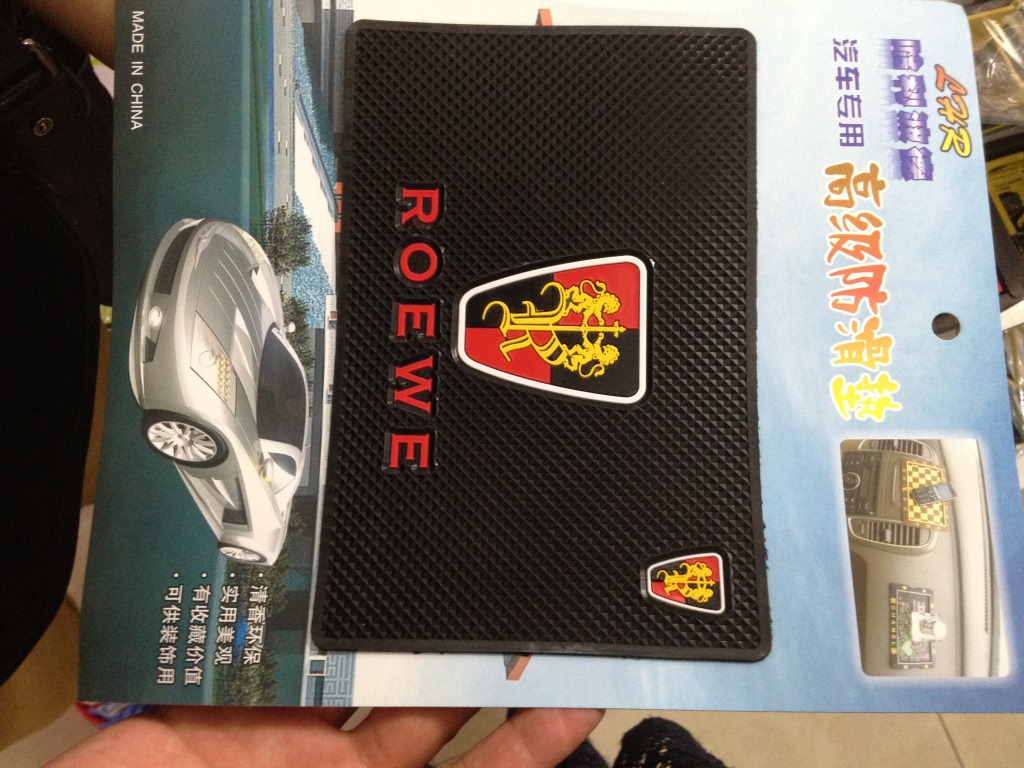 汽车专用
高级防滑垫
ROEWE
· 清香环保
· 实用美观
· 有收藏价值
· 可供装饰用
MADE IN CHINA